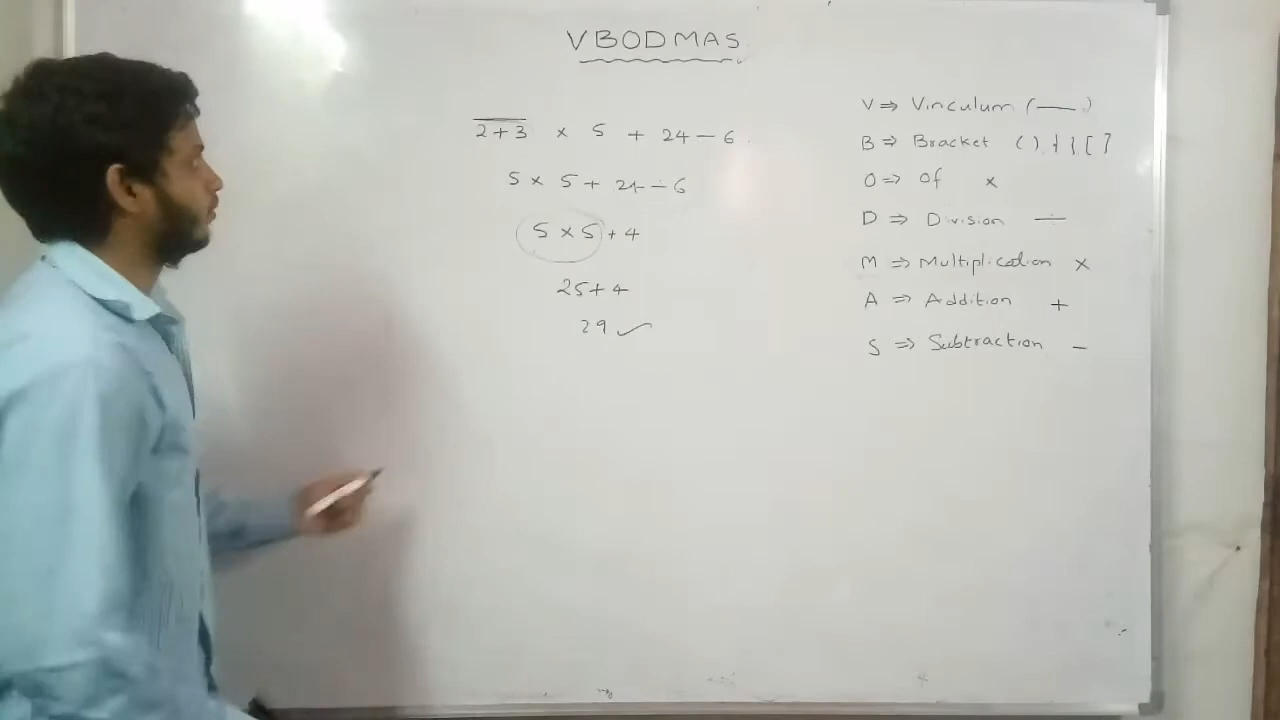 VBODMAS
2+3 × 5 + 24 ÷ 6
5 × 5 + 24 ÷ 6
5 × 5 + 4
25 + 4
29 ✓
V ⇒ Vinculum ( — )
B ⇒ Bracket ( ) { } [ ]
O ⇒ Of ×
D ⇒ Division ÷
M ⇒ Multiplication ×
A ⇒ Addition +
S ⇒ Subtraction −